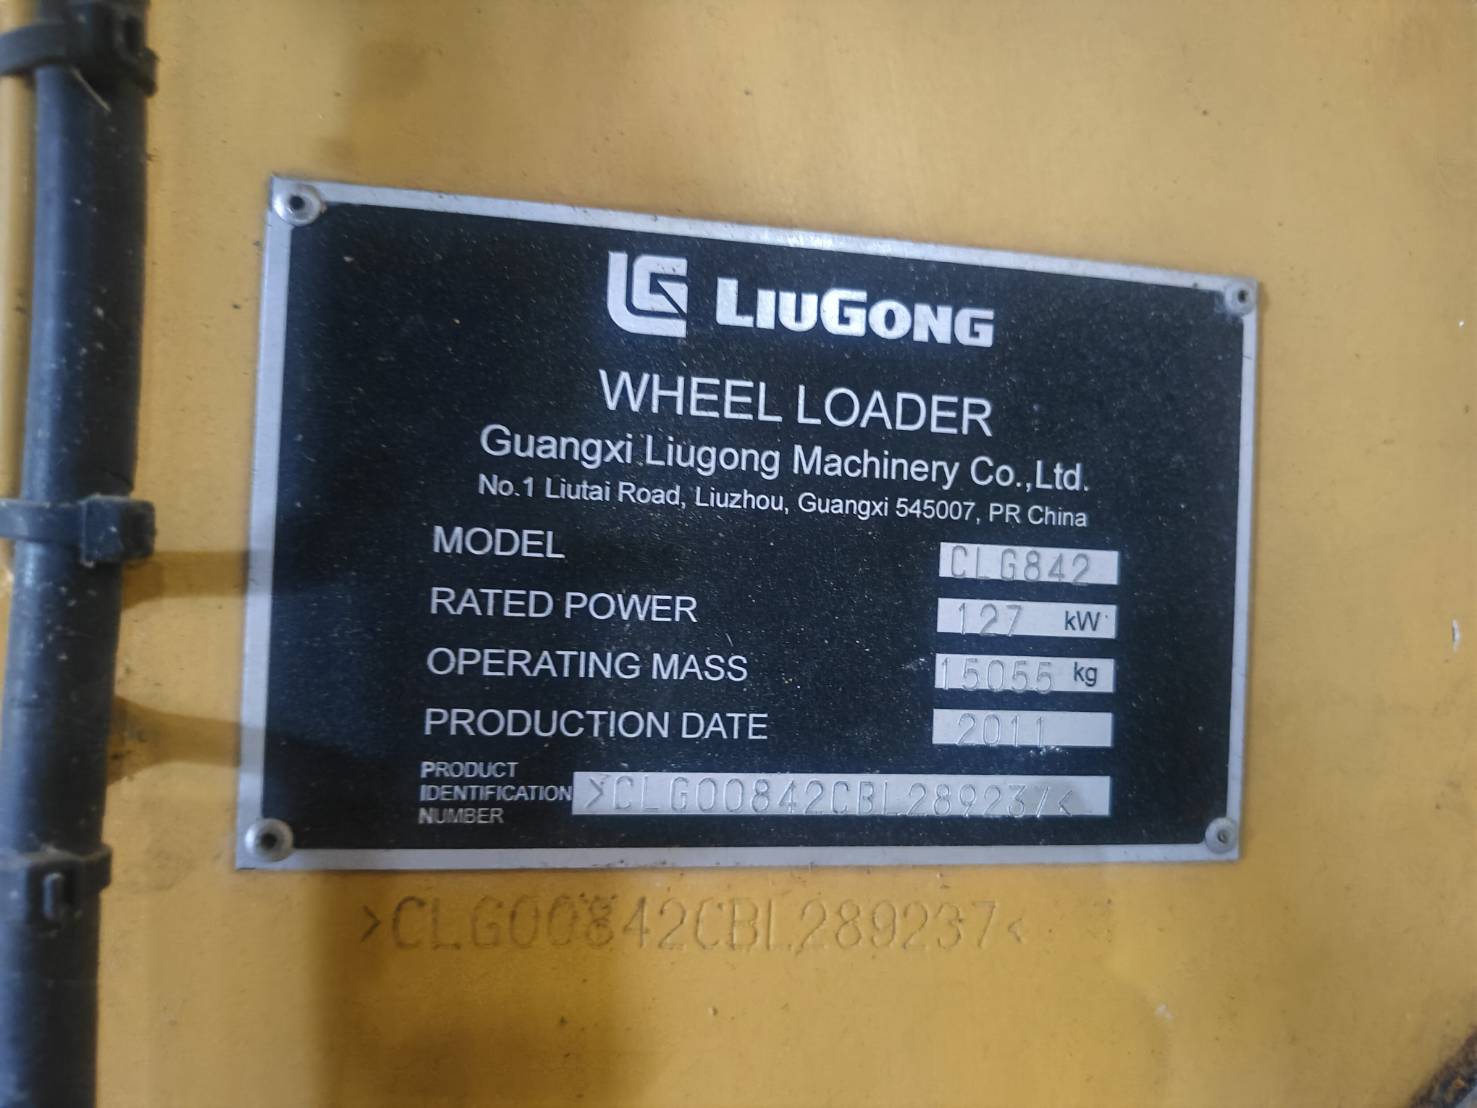 LG LIUGONG
WHEEL LOADER
Guangxi Liugong Machinery Co.,Ltd.
No.1 Liutai Road, Liuzhou, Guangxi 545007, PR China
MODEL CLG842
RATED POWER 127 kW
OPERATING MASS 15055 kg
PRODUCTION DATE 2011
PRODUCT
IDENTIFICATION >CLG00842CBL289237<
NUMBER
>CLG00842CBL289237<